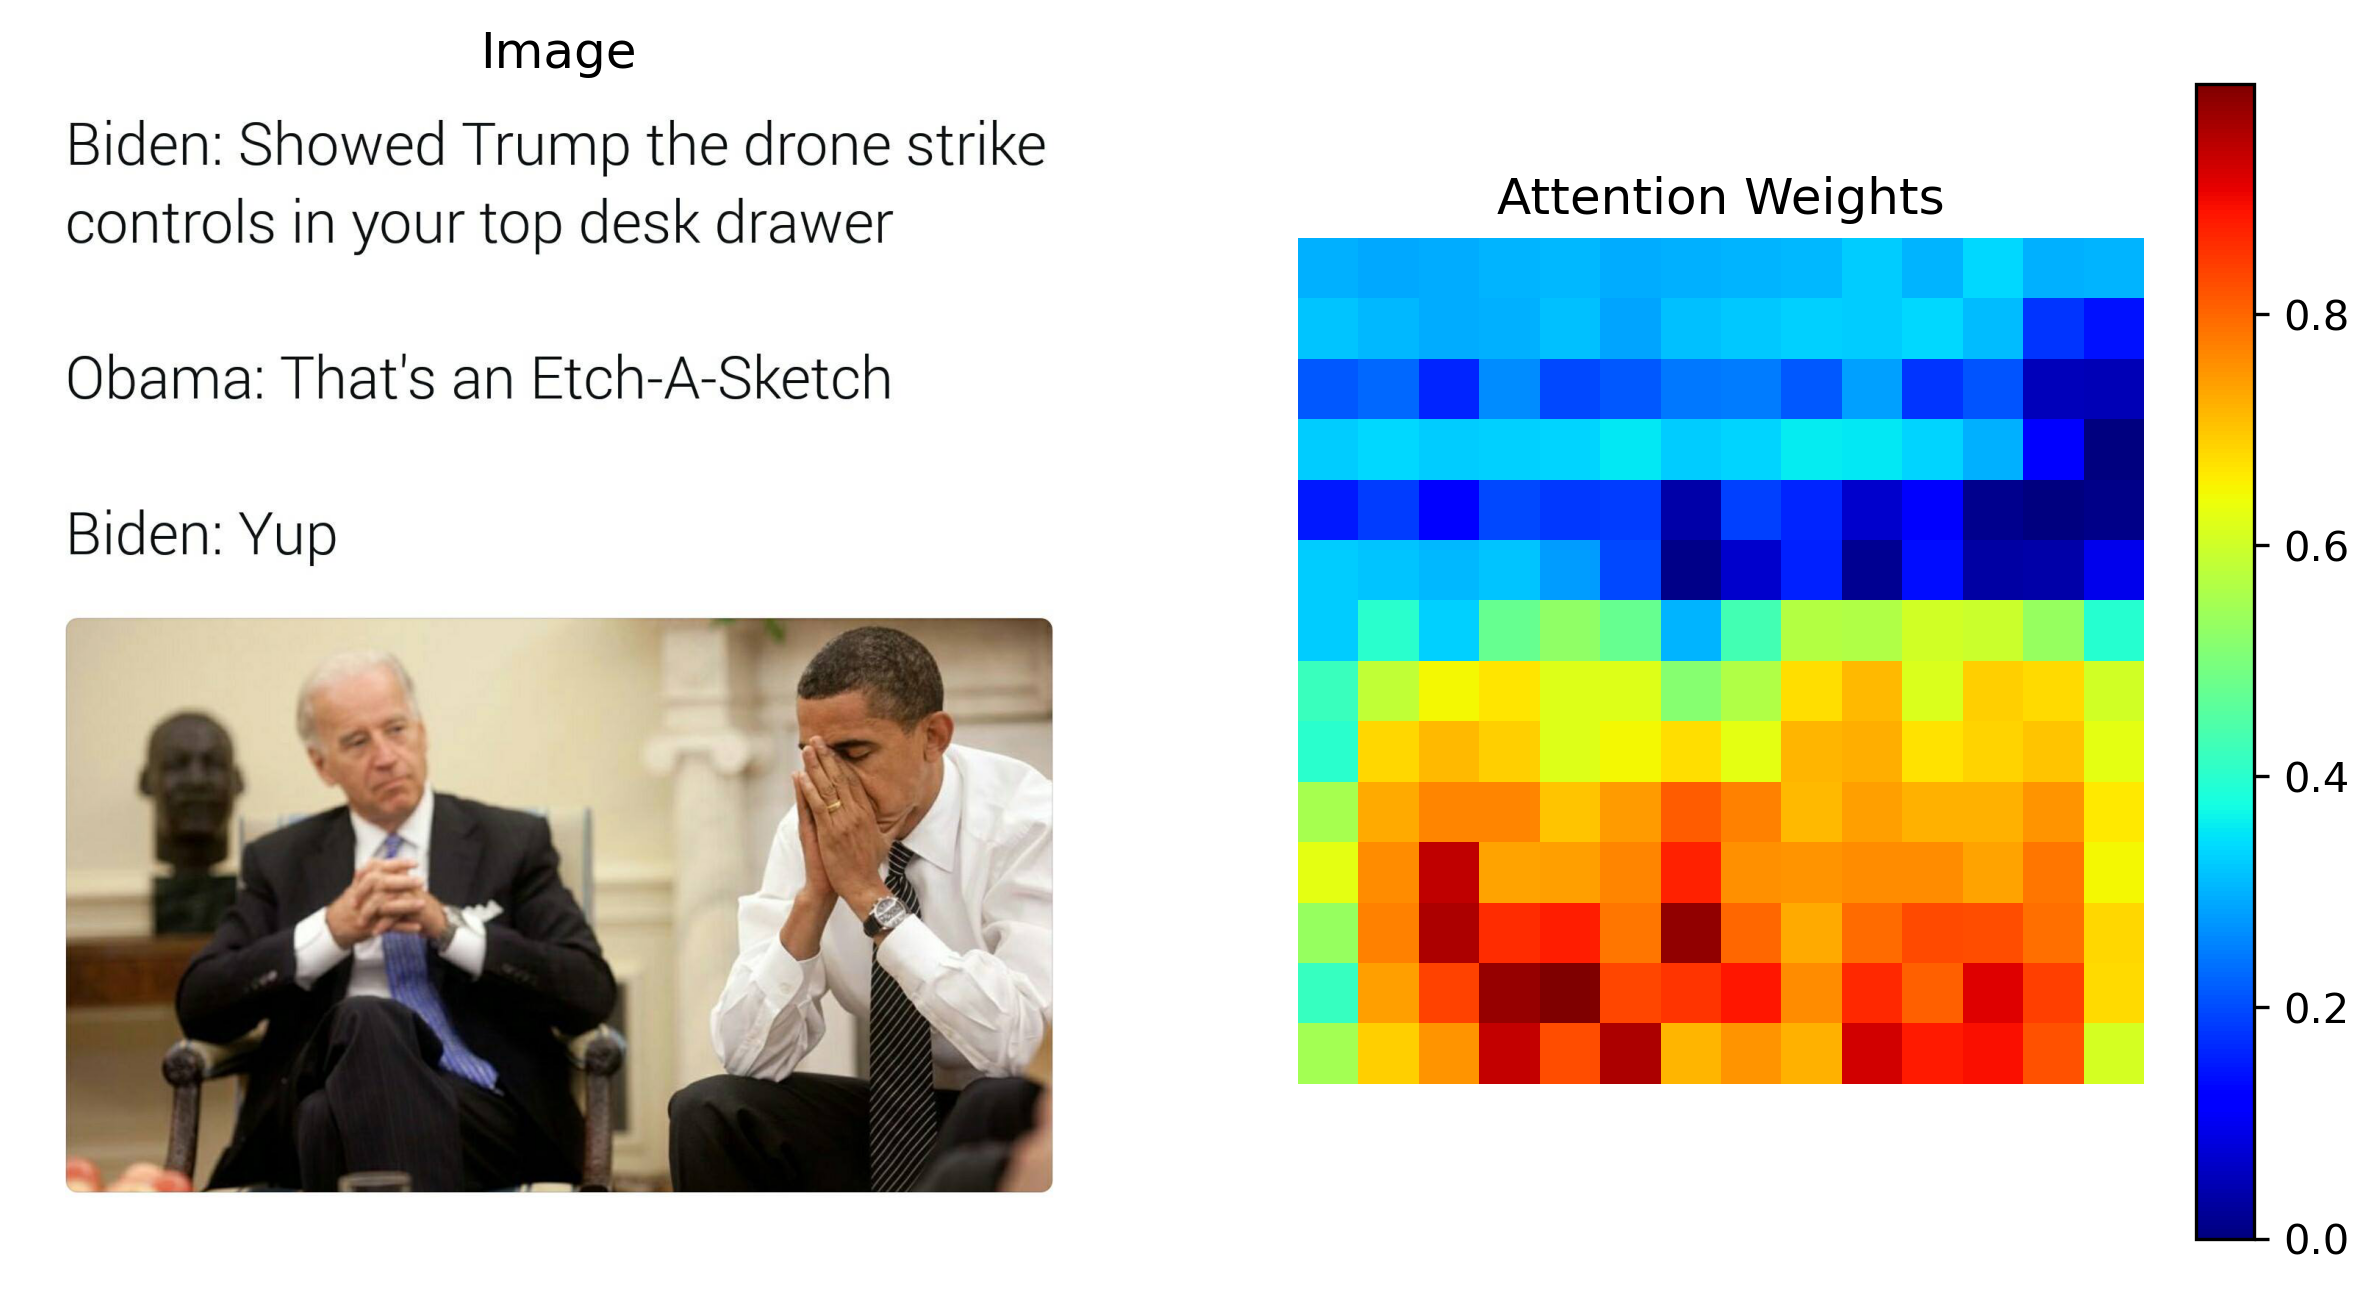 Image
Biden: Showed Trump the drone strike
controls in your top desk drawer
Obama: That's an Etch-A-Sketch
Biden: Yup
Attention Weights
0.8
0.6
0.4
0.2
0.0